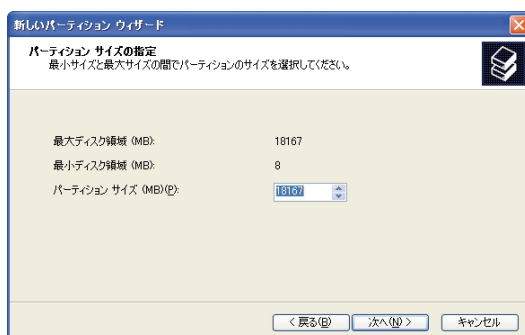 新しいパーティション ウィザード
パーティション サイズの指定
最小サイズと最大サイズの間でパーティションのサイズを選択してください。
最大ディスク領域 (MB): 18167
最小ディスク領域 (MB): 8
パーティション サイズ (MB)(P): 18167
< 戻る(B) 次へ(N) > キャンセル